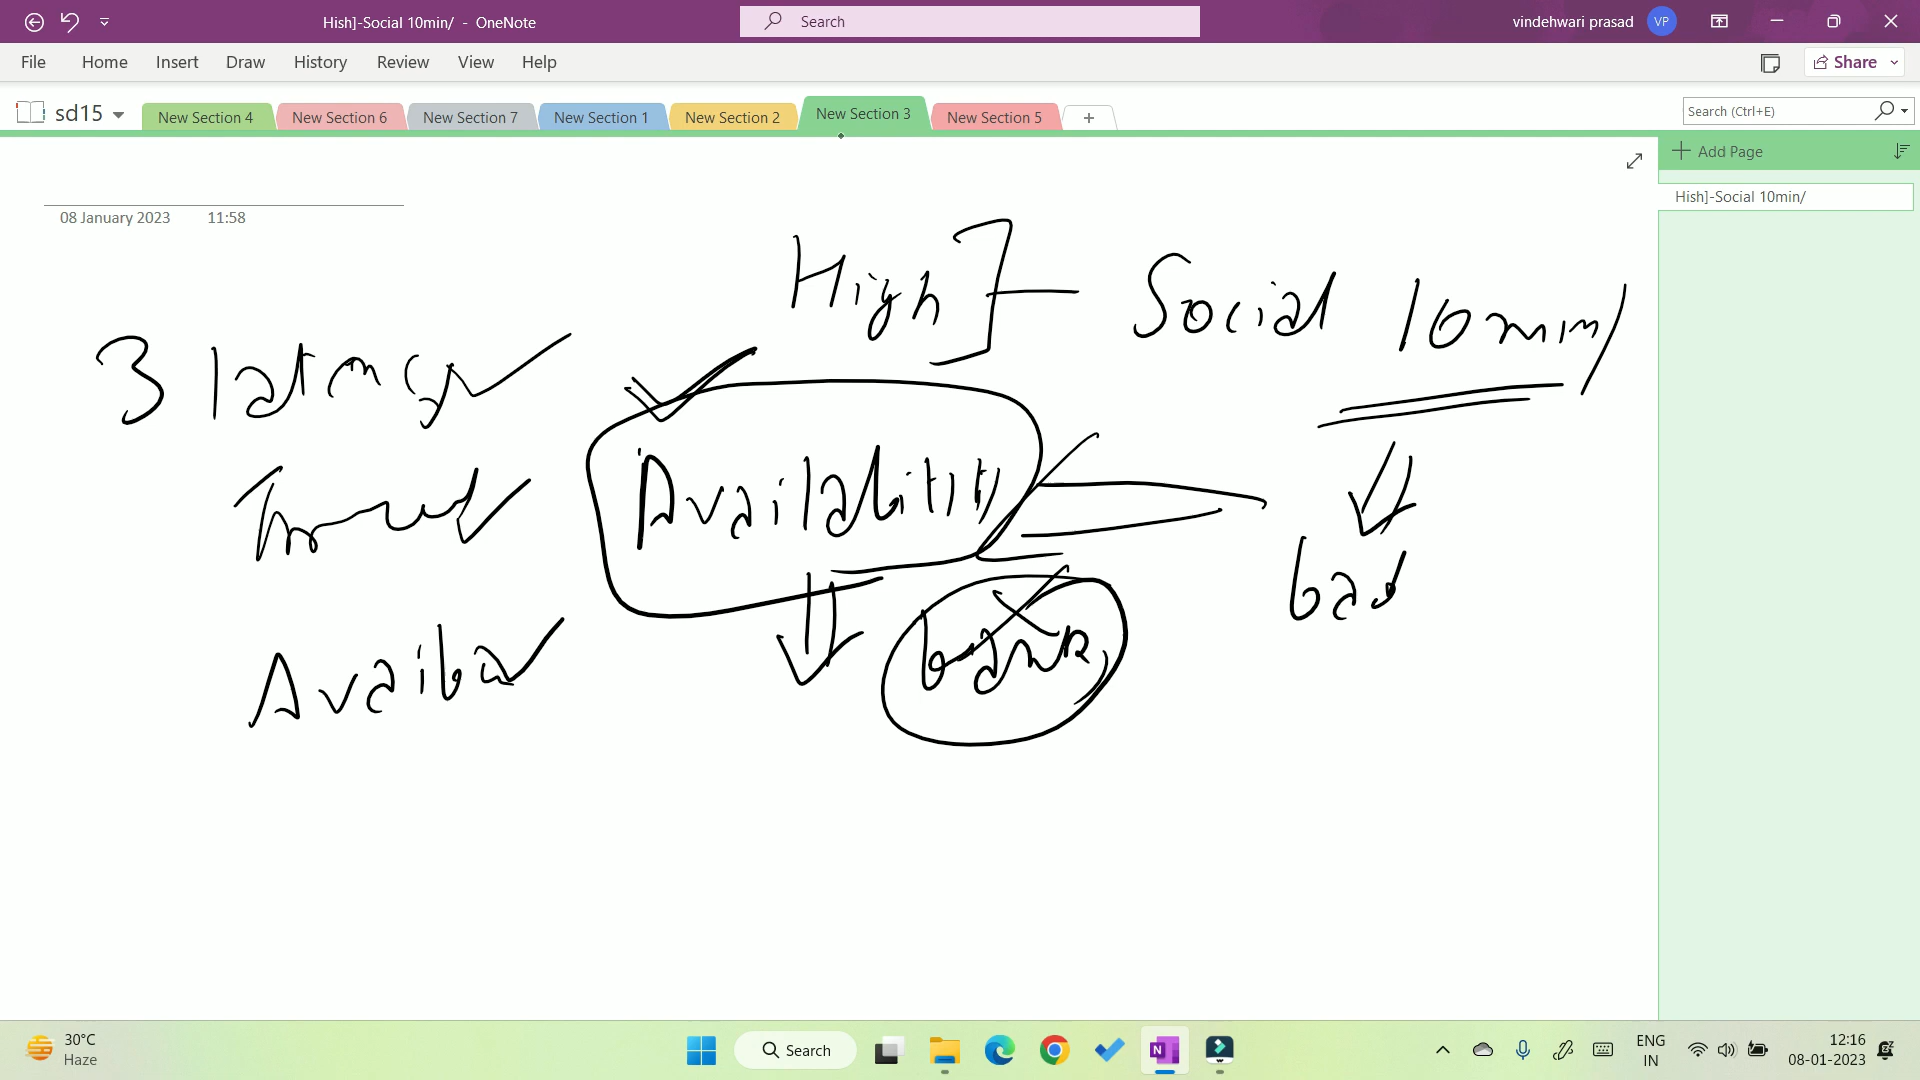 Hish]-Social 10min/ - OneNote
Search
vindehwari prasad
VP
File Home Insert Draw History Review View Help
Share
sd15
New Section 4
New Section 6
New Section 7
New Section 1
New Section 2
New Section 3
New Section 5
+
Search (Ctrl+E)
Add Page
Hish]-Social 10min/
08 January 2023 11:58
High] - Social 10min/
3 latency
Availability
bad
bank
30°C
Haze
Search
ENG
IN
12:16
08-01-2023